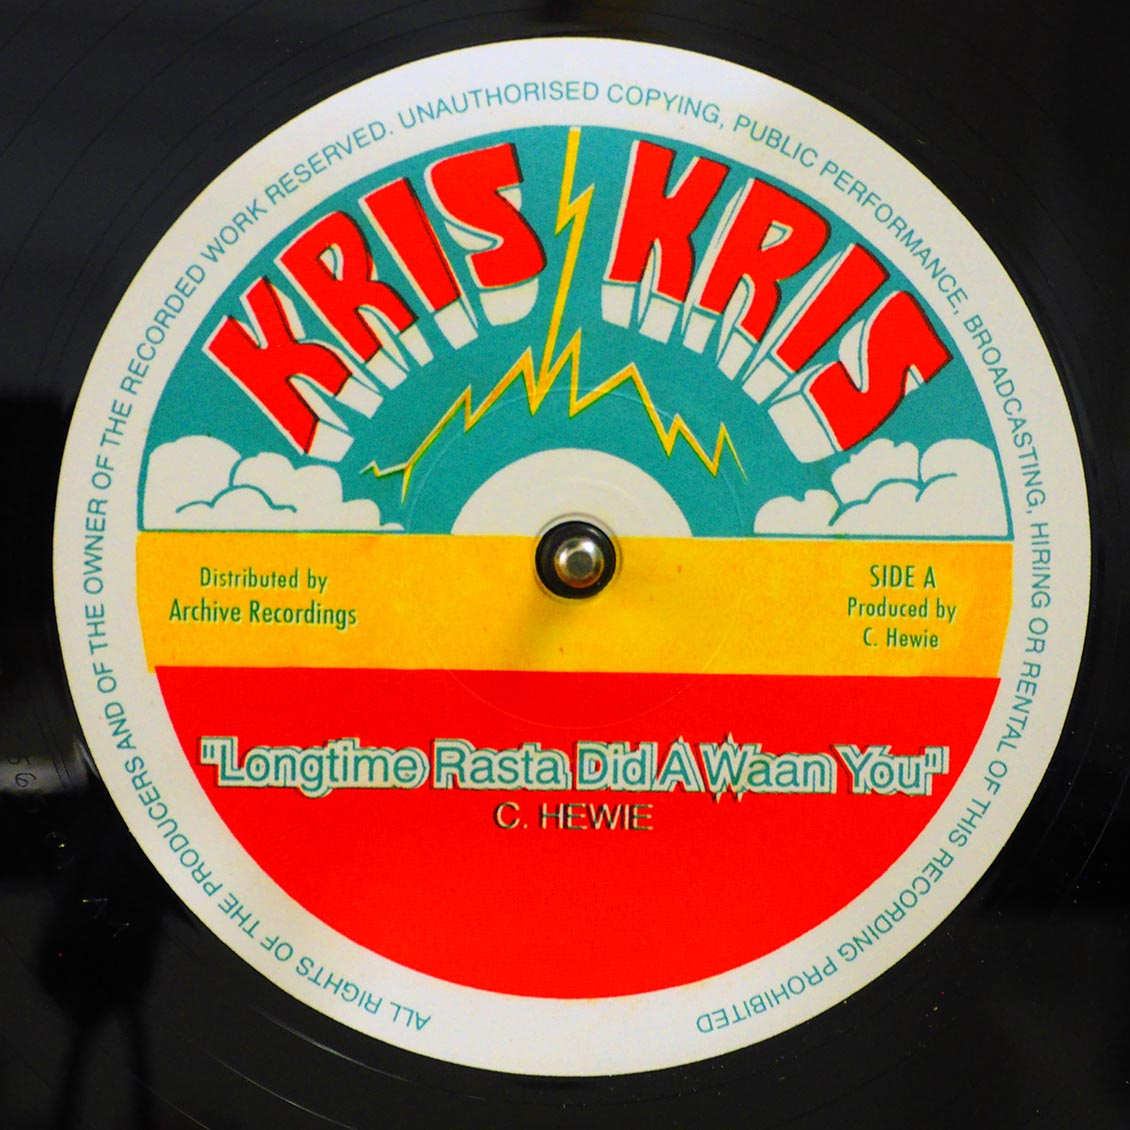 ALL RIGHTS OF THE PRODUCERS AND OF THE OWNER OF THE RECORDED WORK RESERVED. UNAUTHORISED COPYING, PUBLIC PERFORMANCE, BROADCASTING, HIRING OR RENTAL OF THIS RECORDING PROHIBITED
KRIS KRIS
Distributed by
Archive Recordings
SIDE A
Produced by
C. Hewie
"Longtime Rasta Did A Waan You"
C. HEWIE